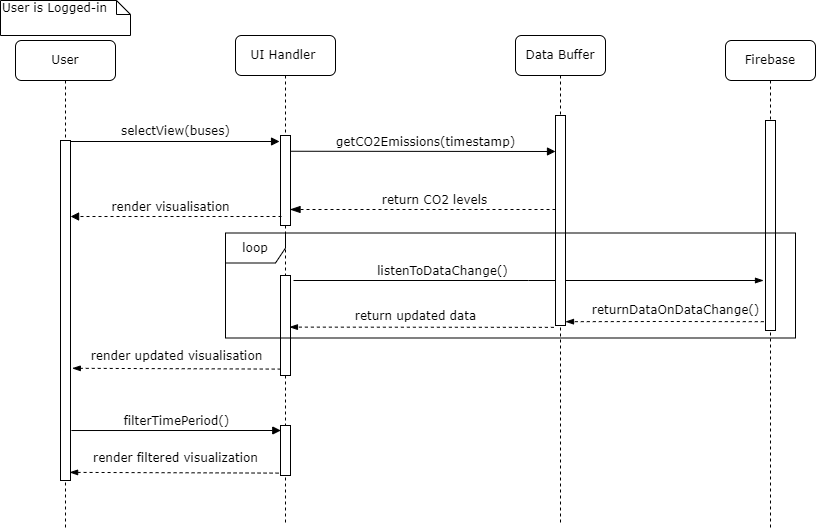 User is Logged-in
User
UI Handler
Data Buffer
Firebase
selectView(buses)
getCO2Emissions(timestamp)
return CO2 levels
render visualisation
loop
listenToDataChange()
returnDataOnDataChange()
return updated data
render updated visualisation
filterTimePeriod()
render filtered visualization